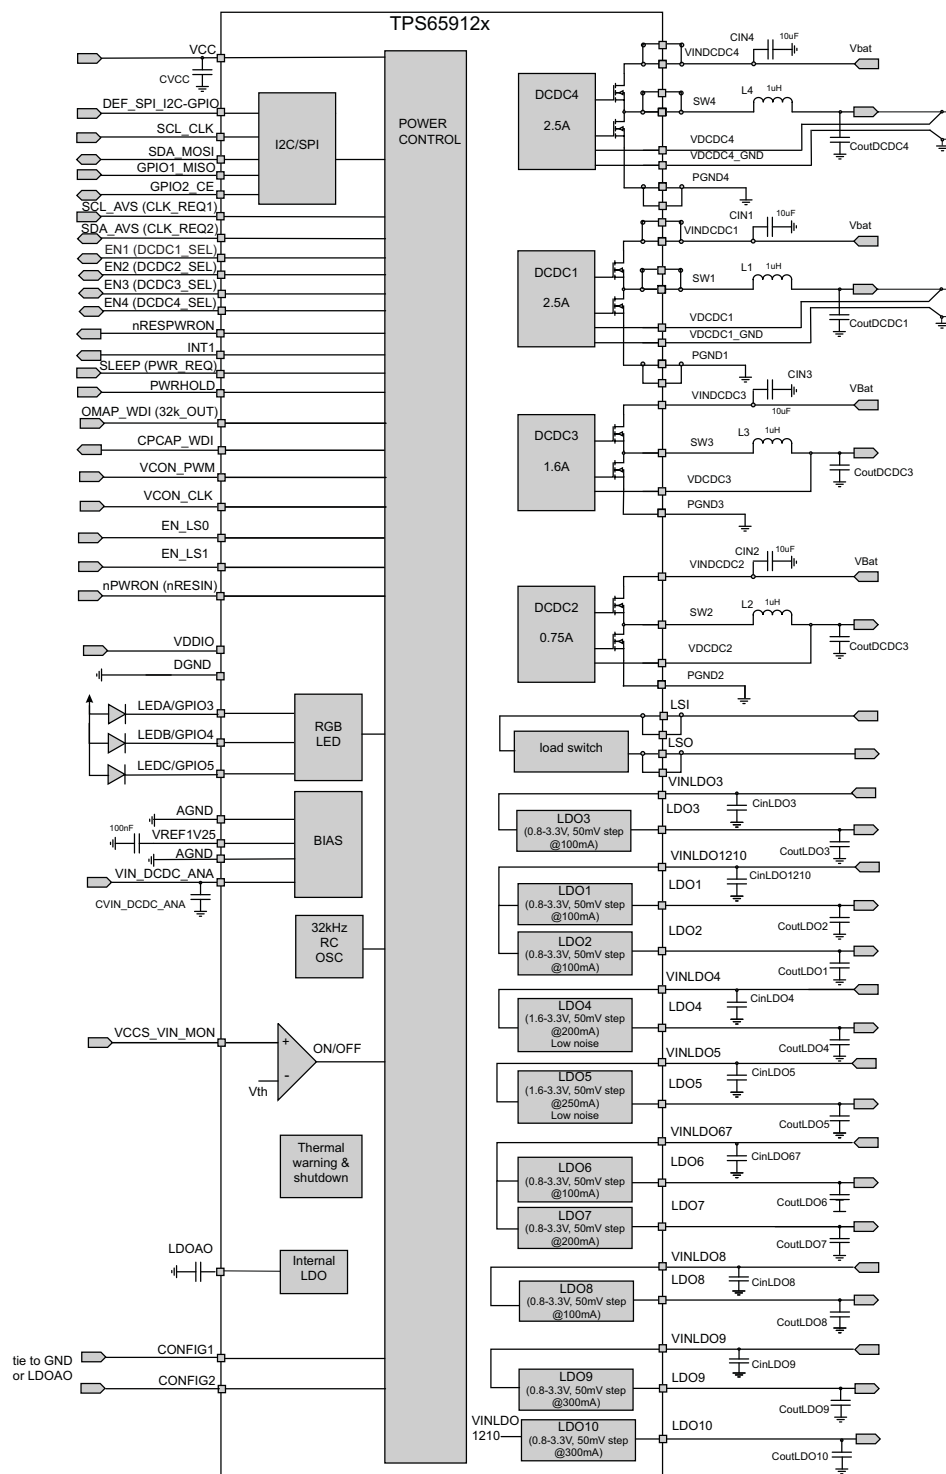 TPS65912x
VCC
CVCC
DEF_SPI_I2C-GPIO
SCL_CLK
SDA_MOSI
GPIO1_MISO
GPIO2_CE
I2C/SPI
SCL_AVS (CLK_REQ1)
SDA_AVS (CLK_REQ2)
EN1 (DCDC1_SEL)
EN2 (DCDC2_SEL)
EN3 (DCDC3_SEL)
EN4 (DCDC4_SEL)
nRESPWRON
INT1
SLEEP (PWR_REQ)
PWRHOLD
OMAP_WDI (32k_OUT)
CPCAP_WDI
VCON_PWM
VCON_CLK
EN_LS0
EN_LS1
nPWRON (nRESIN)
VDDIO
DGND
LEDA/GPIO3
LEDB/GPIO4
LEDC/GPIO5
RGB
LED
AGND
100nF
VREF1V25
AGND
VIN_DCDC_ANA
CVIN_DCDC_ANA
BIAS
32kHz
RC
OSC
VCCS_VIN_MON
+
-
Vth
ON/OFF
Thermal
warning &
shutdown
LDOAO
Internal
LDO
CONFIG1
tie to GND
or LDOAO
CONFIG2
POWER
CONTROL
DCDC4
2.5A
VINDCDC4
CIN4
10uF
Vbat
SW4
L4
1uH
VDCDC4
VDCDC4_GND
CoutDCDC4
PGND4
DCDC1
2.5A
VINDCDC1
CIN1
10uF
Vbat
SW1
L1
1uH
VDCDC1
VDCDC1_GND
CoutDCDC1
PGND1
DCDC3
1.6A
VINDCDC3
CIN3
10uF
VBat
SW3
L3
1uH
VDCDC3
CoutDCDC3
PGND3
DCDC2
0.75A
VINDCDC2
CIN2
10uF
VBat
SW2
L2
1uH
VDCDC2
CoutDCDC3
PGND2
LSI
load switch
LSO
VINLDO3
CinLDO3
LDO3
LDO3
(0.8-3.3V, 50mV step
@100mA)
CoutLDO3
VINLDO1210
CinLDO1210
LDO1
LDO1
(0.8-3.3V, 50mV step
@100mA)
CoutLDO2
LDO2
LDO2
(0.8-3.3V, 50mV step
@100mA)
CoutLDO1
VINLDO4
CinLDO4
LDO4
LDO4
(1.6-3.3V, 50mV step
@200mA)
Low noise
CoutLDO4
VINLDO5
CinLDO5
LDO5
LDO5
(1.6-3.3V, 50mV step
@250mA)
Low noise
CoutLDO5
VINLDO67
CinLDO67
LDO6
LDO6
(0.8-3.3V, 50mV step
@100mA)
CoutLDO6
LDO7
LDO7
(0.8-3.3V, 50mV step
@200mA)
CoutLDO7
VINLDO8
CinLDO8
LDO8
LDO8
(0.8-3.3V, 50mV step
@100mA)
CoutLDO8
VINLDO9
CinLDO9
LDO9
LDO9
(0.8-3.3V, 50mV step
@300mA)
CoutLDO9
VINLDO
1210
LDO10
(0.8-3.3V, 50mV step
@300mA)
LDO10
CoutLDO10